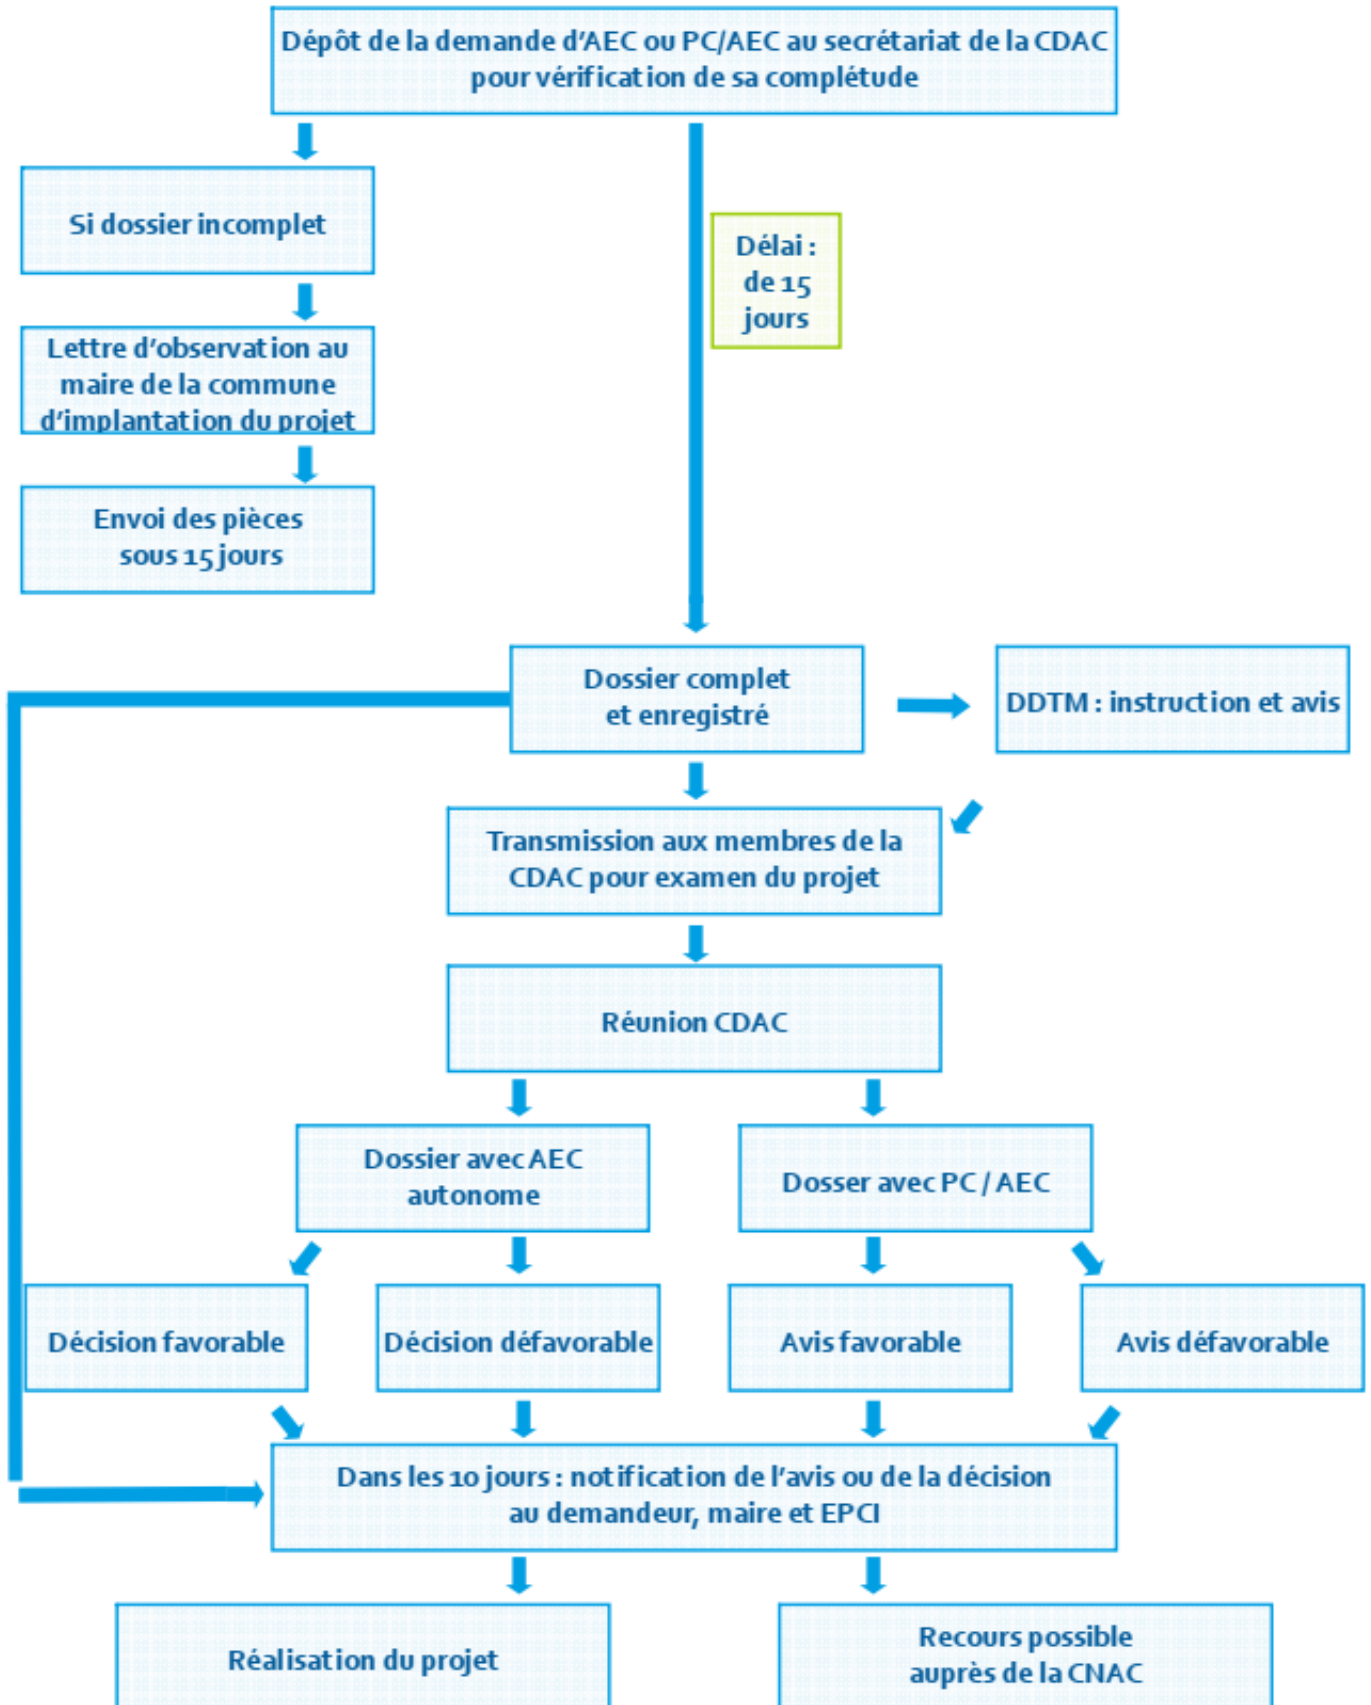 Dépôt de la demande d'AEC ou PC/AEC au secrétariat de la CDAC
pour vérification de sa complétude
Si dossier incomplet
Délai :
de 15
jours
Lettre d'observation au
maire de la commune
d'implantation du projet
Envoi des pièces
sous 15 jours
Dossier complet
et enregistré
DDTM : instruction et avis
Transmission aux membres de la
CDAC pour examen du projet
Réunion CDAC
Dossier avec AEC
autonome
Dosser avec PC / AEC
Décision favorable
Décision défavorable
Avis favorable
Avis défavorable
Dans les 10 jours : notification de l'avis ou de la décision
au demandeur, maire et EPCI
Réalisation du projet
Recours possible
auprès de la CNAC